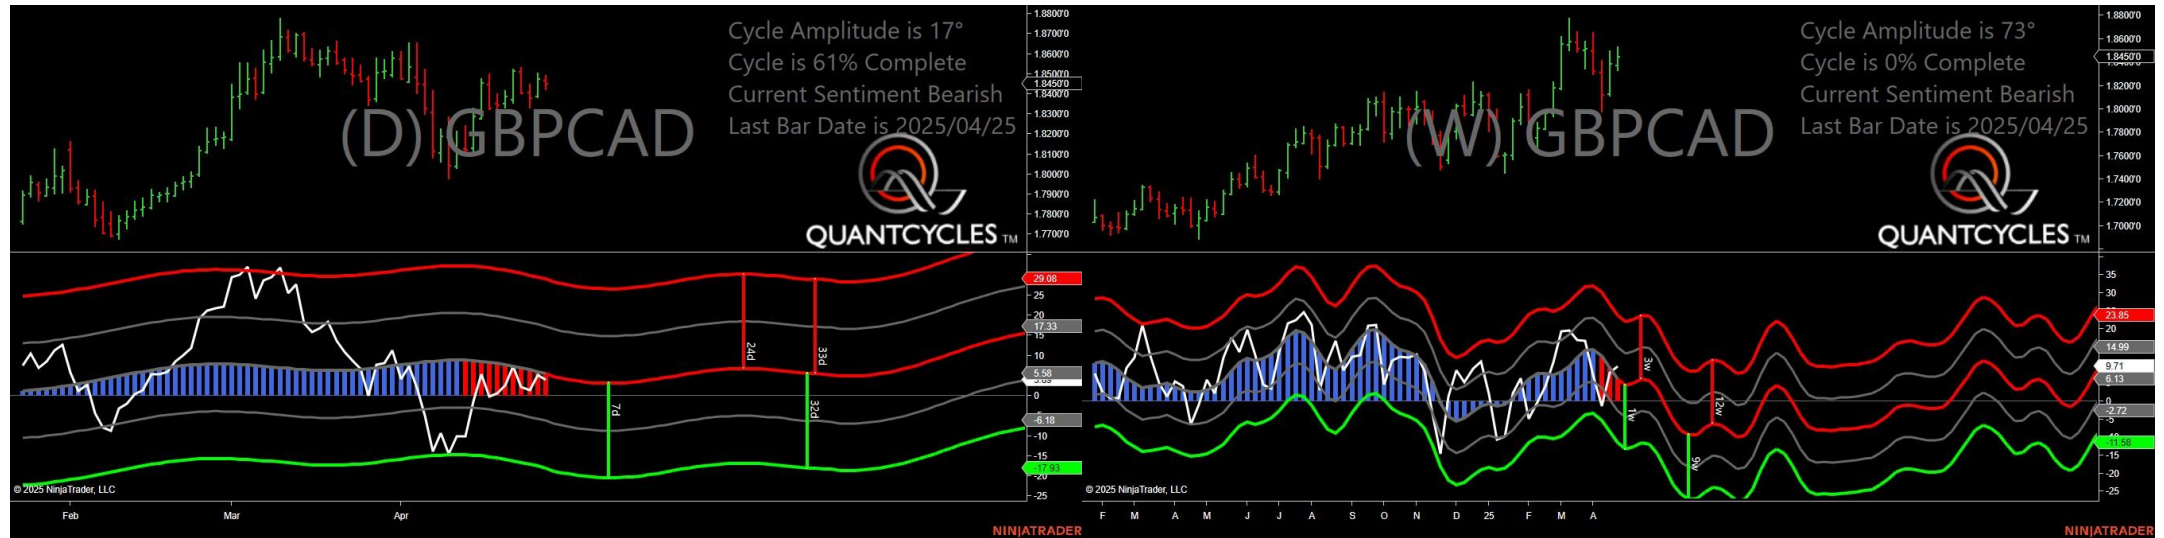 Cycle Amplitude is 17°
Cycle is 61% Complete
Current Sentiment Bearish
Last Bar Date is 2025/04/25
(D) GBPCAD
QUANTCYCLES TM
1.8800'0
1.8700'0
1.8600'0
1.8500'0
1.8450'0
1.8400'0
1.8300'0
1.8200'0
1.8100'0
1.8000'0
1.7900'0
1.7800'0
1.7700'0
29.08
25
20
17.33
15
10
5.58
0
-6.18
-10
-15
-17.93
-20
-25
24d
33d
7d
32d
© 2025 NinjaTrader, LLC
Feb Mar Apr
NINJATRADER
Cycle Amplitude is 73°
Cycle is 0% Complete
Current Sentiment Bearish
Last Bar Date is 2025/04/25
(W) GBPCAD
QUANTCYCLES TM
1.8800'0
1.8600'0
1.8450'0
1.8200'0
1.8000'0
1.7800'0
1.7600'0
1.7400'0
1.7200'0
1.7000'0
35
30
23.85
20
14.99
9.71
6.13
0
-2.72
-5
-11.58
-15
-20
-25
3w
12w
1w
9w
© 2025 NinjaTrader, LLC
F M A M J J A S O N D 25 F M A
NINJATRADER